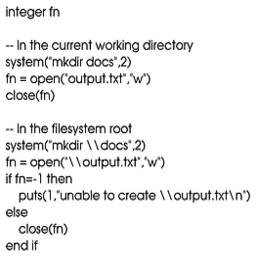 integer fn

-- In the current working directory
system("mkdir docs",2)
fn = open("output.txt","w")
close(fn)

-- In the filesystem root
system("mkdir \\docs",2)
fn = open("\\output.txt","w")
if fn=-1 then
    puts(1,"unable to create \\output.txt\n")
else
    close(fn)
end if